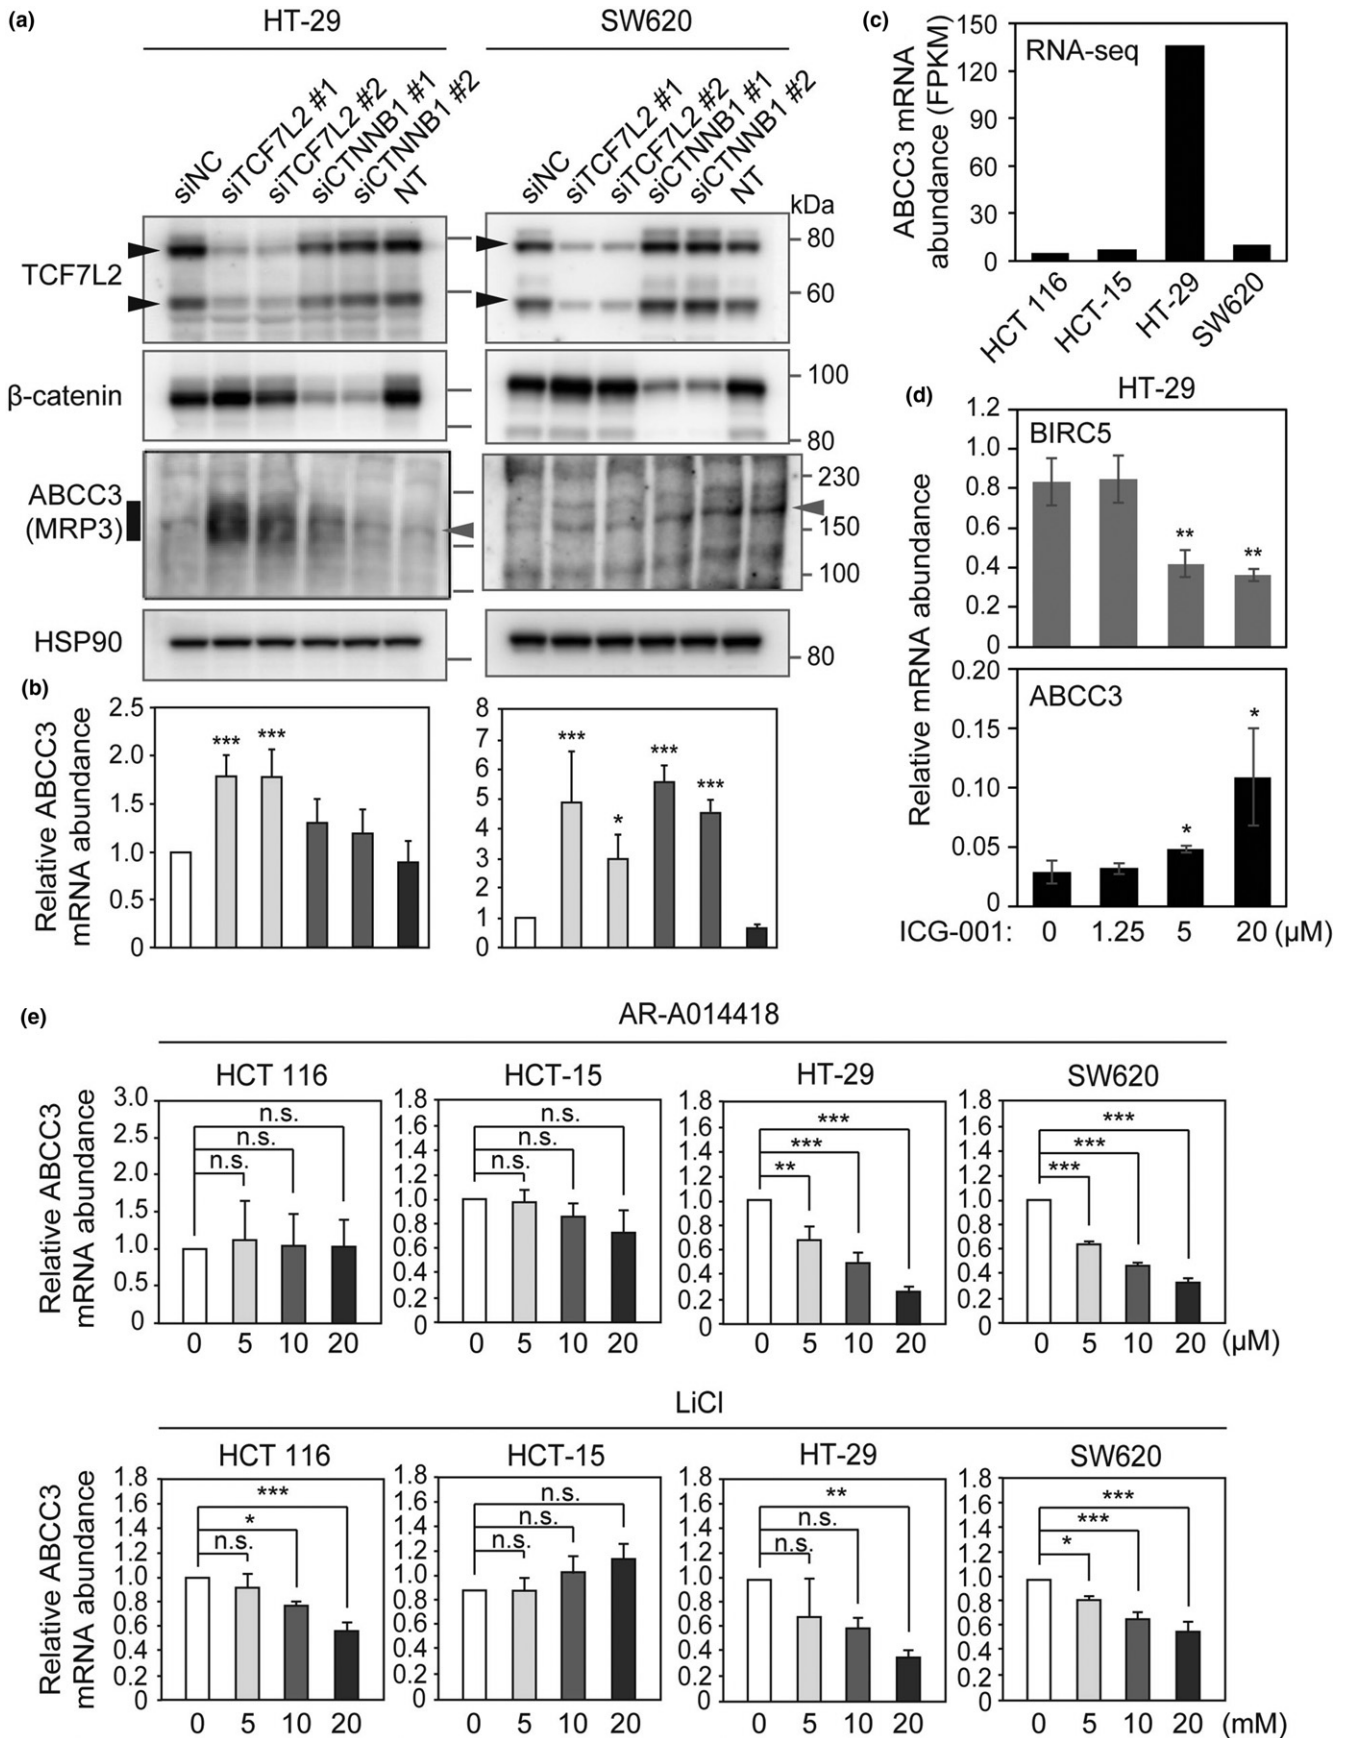 (a)
HT-29
SW620
siNC
siTCF7L2 #1
siTCF7L2 #2
siCTNNB1 #1
siCTNNB1 #2
NT
siNC
siTCF7L2 #1
siTCF7L2 #2
siCTNNB1 #1
siCTNNB1 #2
NT
kDa
TCF7L2
80
60
β-catenin
100
80
ABCC3
(MRP3)
230
150
100
HSP90
80
(b)
Relative ABCC3
mRNA abundance
2.5
2.0
1.5
1.0
0.5
0
*** ***
8
7
6
5
4
3
2
1
0
*** * *** ***
(c)
ABCC3 mRNA
abundance (FPKM)
150
120
90
60
30
0
RNA-seq
HCT 116
HCT-15
HT-29
SW620
(d)
HT-29
Relative mRNA abundance
1.2
1.0
0.8
0.6
0.4
0.2
0
BIRC5
** **
0.20
0.15
0.10
0.05
0
ABCC3
* *
ICG-001: 0 1.25 5 20 (µM)
(e)
AR-A014418
HCT 116
Relative ABCC3
mRNA abundance
3.0
2.5
2.0
1.5
1.0
0.5
0
n.s.
n.s.
n.s.
0 5 10 20
HCT-15
1.8
1.6
1.4
1.2
1.0
0.8
0.6
0.4
0.2
0
n.s.
n.s.
n.s.
0 5 10 20
HT-29
1.8
1.6
1.4
1.2
1.0
0.8
0.6
0.4
0.2
0
***
***
**
0 5 10 20
SW620
1.8
1.6
1.4
1.2
1.0
0.8
0.6
0.4
0.2
0
***
***
***
0 5 10 20 (µM)
LiCl
HCT 116
Relative ABCC3
mRNA abundance
1.8
1.6
1.4
1.2
1.0
0.8
0.6
0.4
0.2
0
***
*
n.s.
0 5 10 20
HCT-15
1.8
1.6
1.4
1.2
1.0
0.8
0.6
0.4
0.2
0
n.s.
n.s.
n.s.
0 5 10 20
HT-29
1.8
1.6
1.4
1.2
1.0
0.8
0.6
0.4
0.2
0
**
n.s.
n.s.
0 5 10 20
SW620
1.8
1.6
1.4
1.2
1.0
0.8
0.6
0.4
0.2
0
***
***
*
0 5 10 20 (mM)